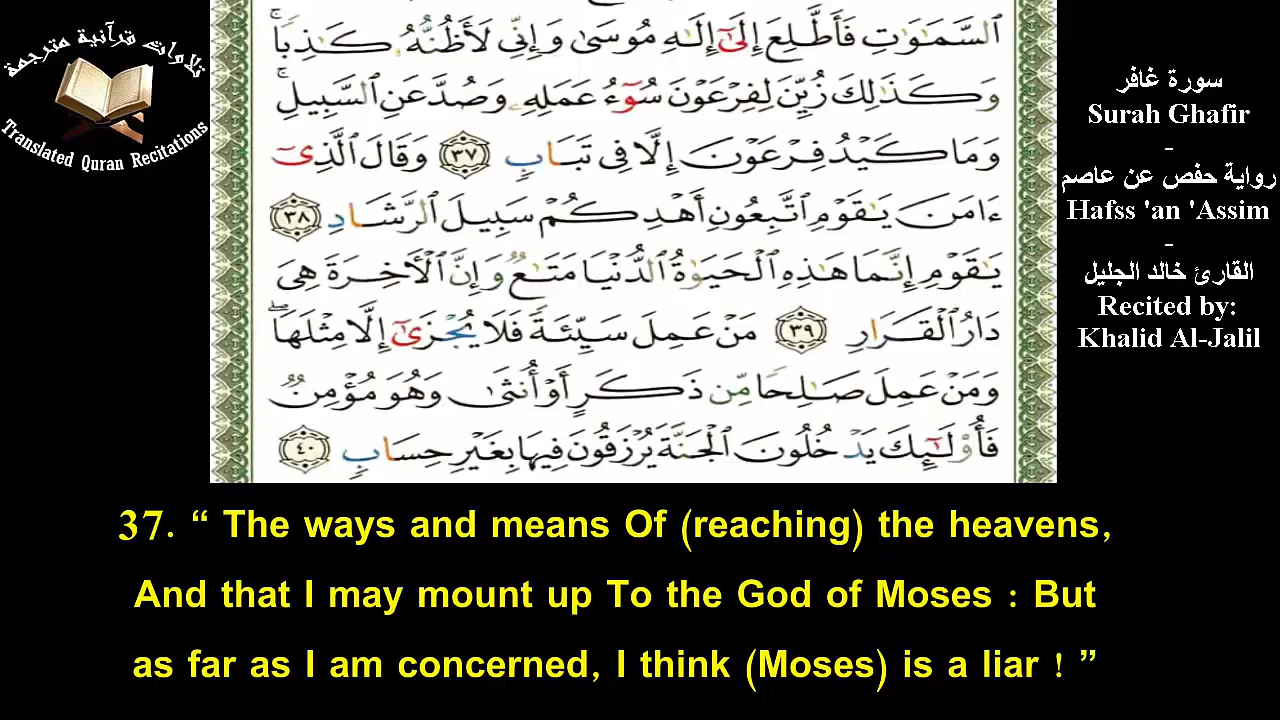 تلاوات قرآنية مترجمة
Translated Quran Recitations
ٱلسَّمَٰوَٰتِ فَأَطَّلِعَ إِلَىٰٓ إِلَٰهِ مُوسَىٰ وَإِنِّى لَأَظُنُّهُۥ كَٰذِبًا ۚ
وَكَذَٰلِكَ زُيِّنَ لِفِرْعَوْنَ سُوٓءُ عَمَلِهِۦ وَصُدَّ عَنِ ٱلسَّبِيلِ ۚ
وَمَا كَيْدُ فِرْعَوْنَ إِلَّا فِى تَبَابٍ ٣٧ وَقَالَ ٱلَّذِىٓ
ءَامَنَ يَٰقَوْمِ ٱتَّبِعُونِ أَهْدِكُمْ سَبِيلَ ٱلرَّشَادِ ٣٨
يَٰقَوْمِ إِنَّمَا هَٰذِهِ ٱلْحَيَوٰةُ ٱلدُّنْيَا مَتَٰعٌ وَإِنَّ ٱلْأَخِرَةَ هِىَ
دَارُ ٱلْقَرَارِ ٣٩ مَنْ عَمِلَ سَيِّئَةً فَلَا يُجْزَىٰٓ إِلَّا مِثْلَهَا ۖ
وَمَنْ عَمِلَ صَٰلِحًا مِّن ذَكَرٍ أَوْ أُنثَىٰ وَهُوَ مُؤْمِنٌ
فَأُو۟لَٰٓئِكَ يَدْخُلُونَ ٱلْجَنَّةَ يُرْزَقُونَ فِيهَا بِغَيْرِ حِسَابٍ ٤٠
سورة غافر
Surah Ghafir
-
رواية حفص عن عاصم
Hafss 'an 'Assim
-
القارئ خالد الجليل
Recited by:
Khalid Al-Jalil
37. “ The ways and means Of (reaching) the heavens,
And that I may mount up To the God of Moses : But
as far as I am concerned, I think (Moses) is a liar ! ”